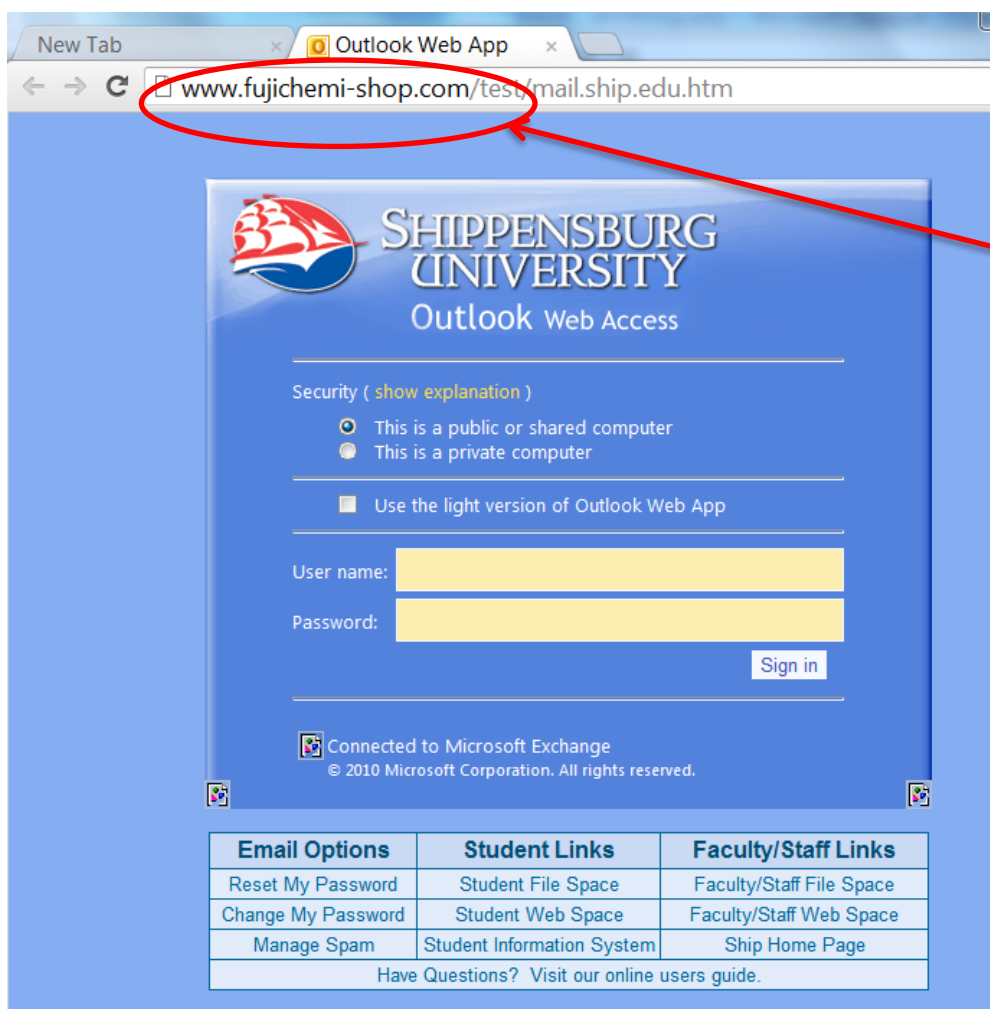 New Tab
Outlook Web App
www.fujichemi-shop.com/test/mail.ship.edu.htm
SHIPPENSBURG
UNIVERSITY
Outlook Web Access
Security ( show explanation )
This is a public or shared computer
This is a private computer
Use the light version of Outlook Web App
User name:
Password:
Sign in
Connected to Microsoft Exchange
© 2010 Microsoft Corporation. All rights reserved.
Email Options Student Links Faculty/Staff Links
Reset My Password Student File Space Faculty/Staff File Space
Change My Password Student Web Space Faculty/Staff Web Space
Manage Spam Student Information System Ship Home Page
Have Questions? Visit our online users guide.